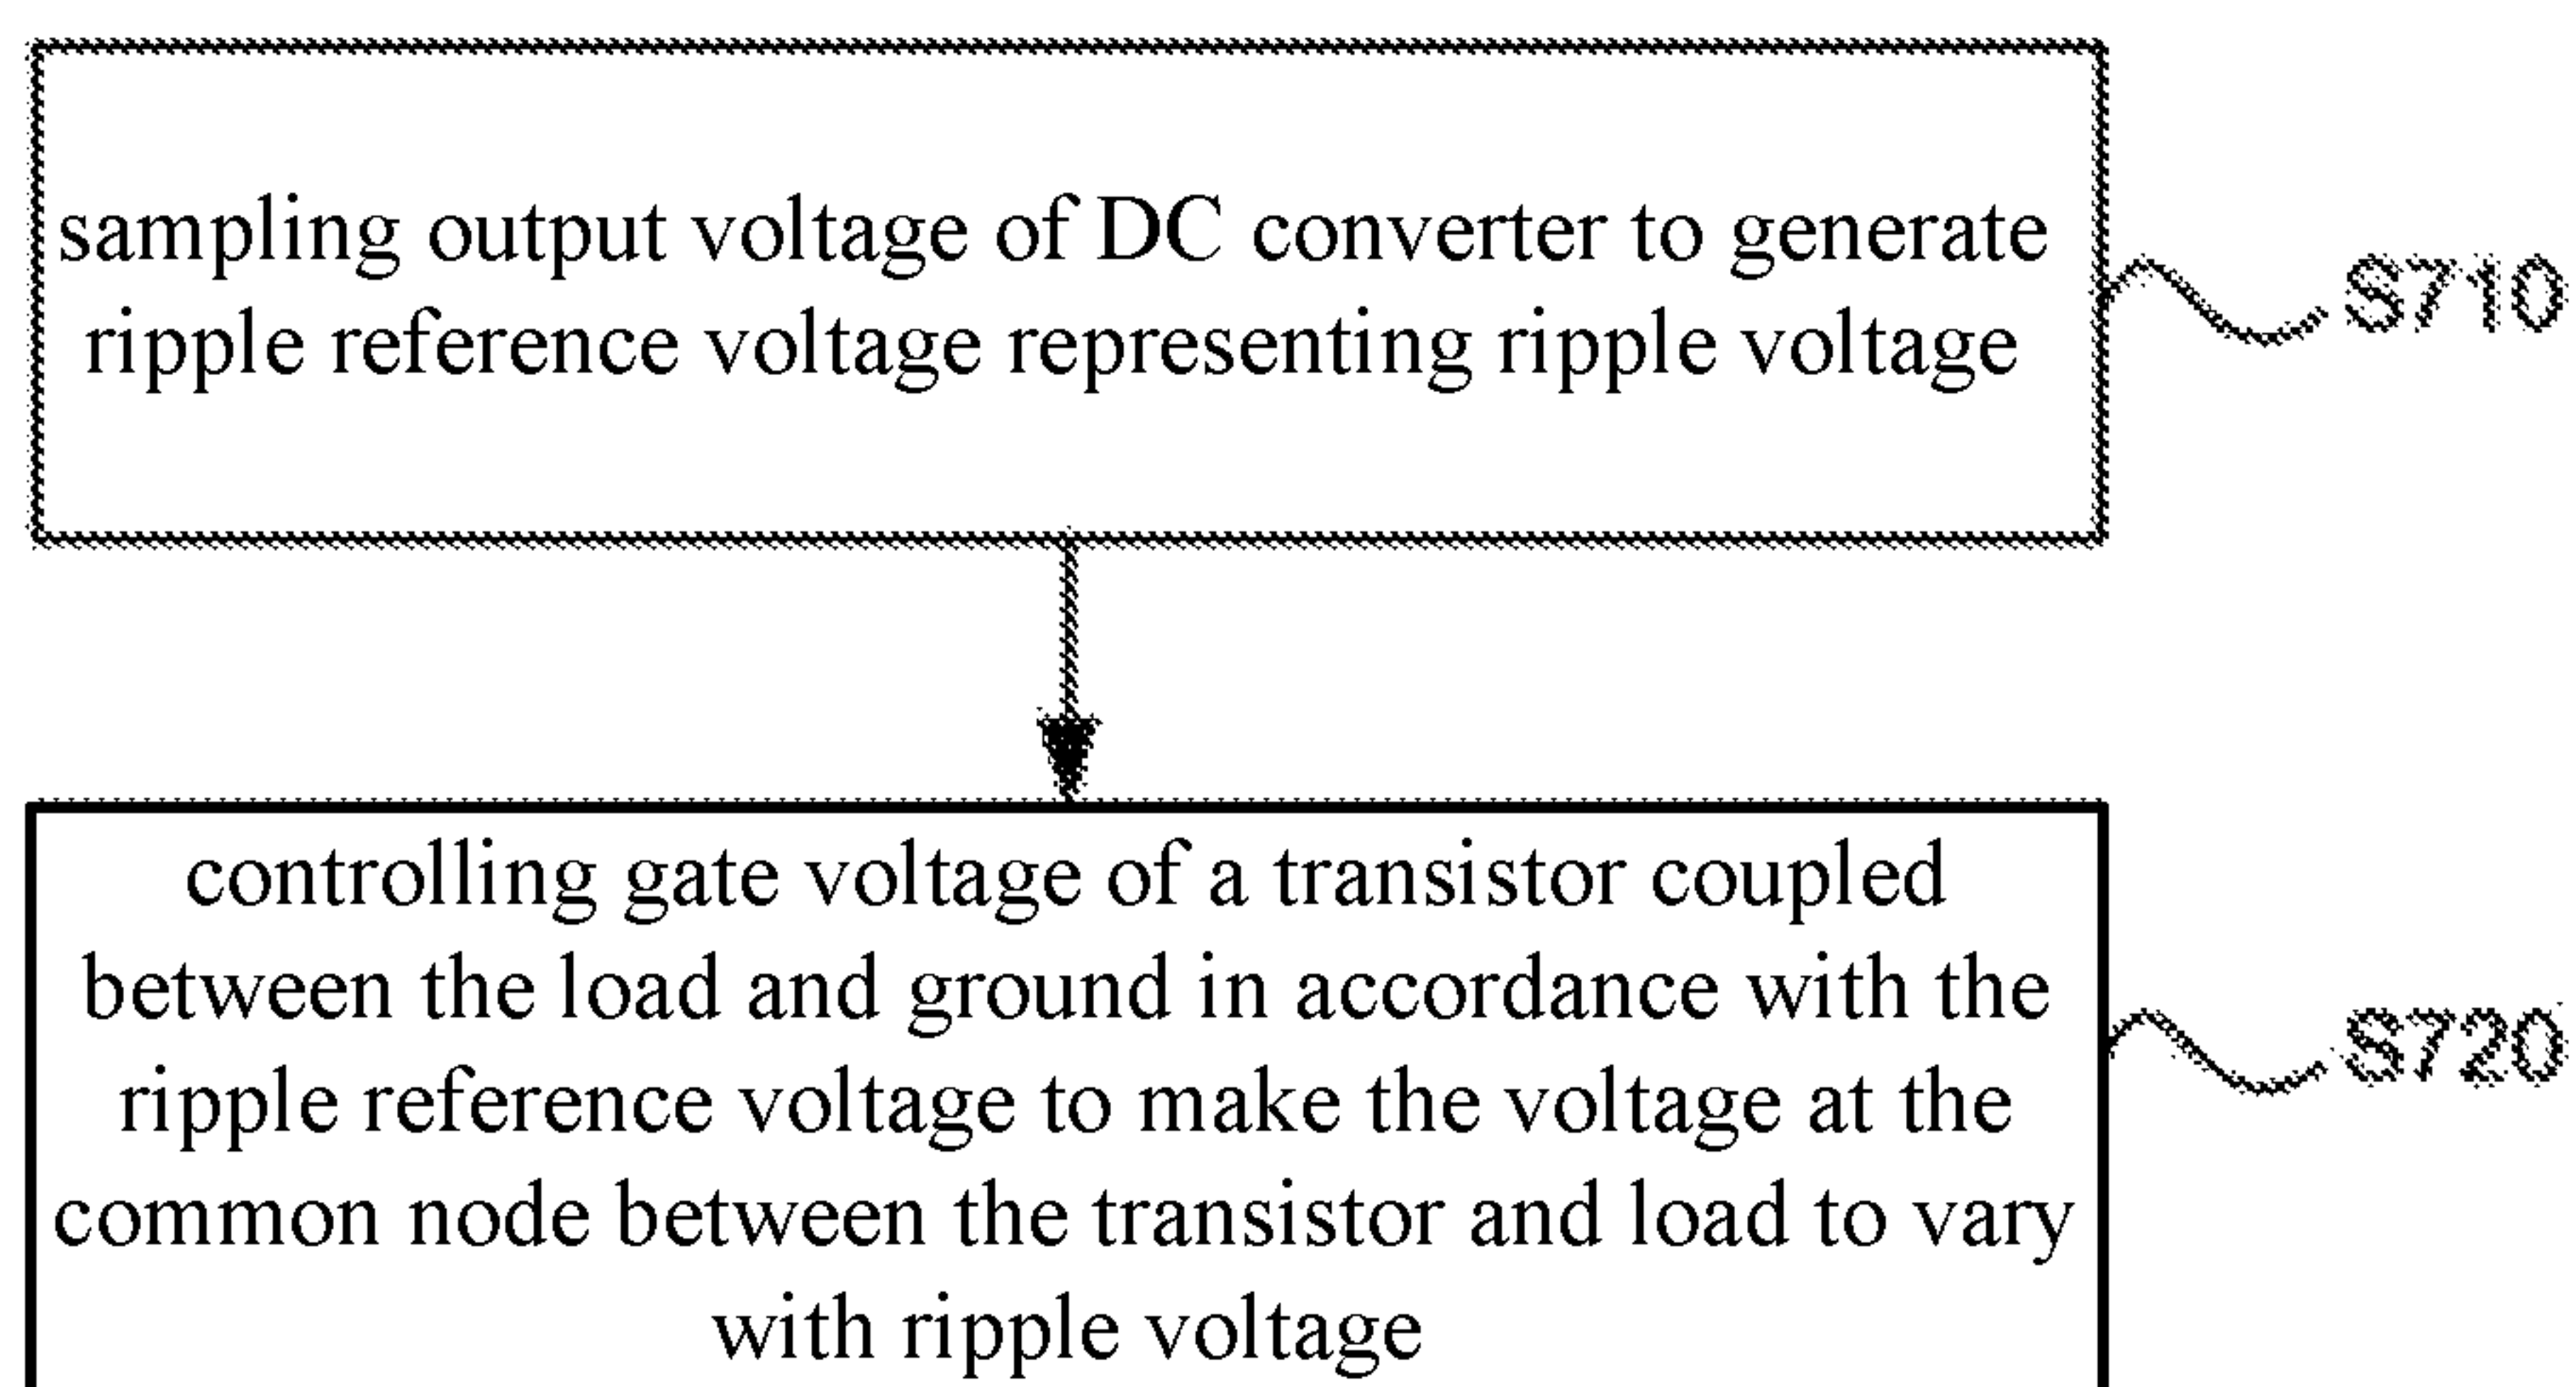 sampling output voltage of DC converter to generate
ripple reference voltage representing ripple voltage
S710
controlling gate voltage of a transistor coupled
between the load and ground in accordance with the
ripple reference voltage to make the voltage at the
common node between the transistor and load to vary
with ripple voltage
S720